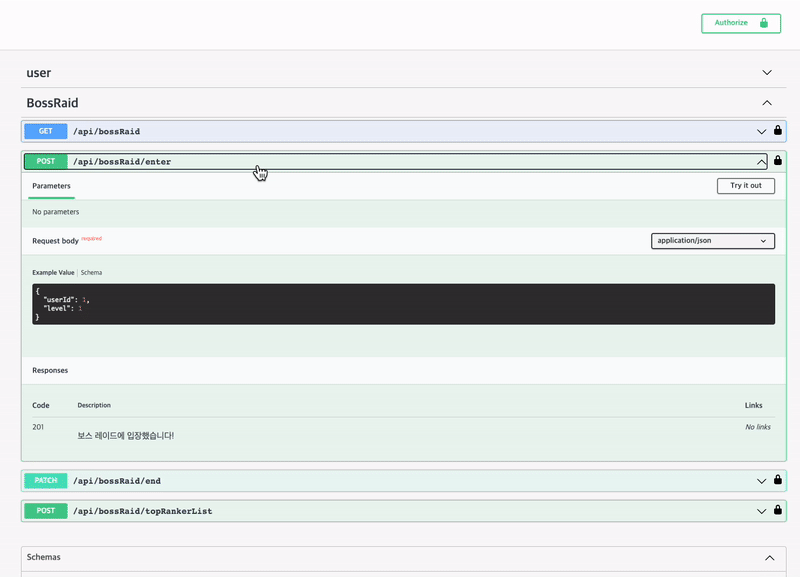 Authorize
user
BossRaid
GET /api/bossRaid
POST /api/bossRaid/enter
Parameters
Try it out
No parameters
Request body required
application/json
Example Value | Schema
{
"userId": 1,
"level": 1
}
Responses
Code Description Links
201 No links
보스 레이드에 입장했습니다!
PATCH /api/bossRaid/end
POST /api/bossRaid/topRankerList
Schemas